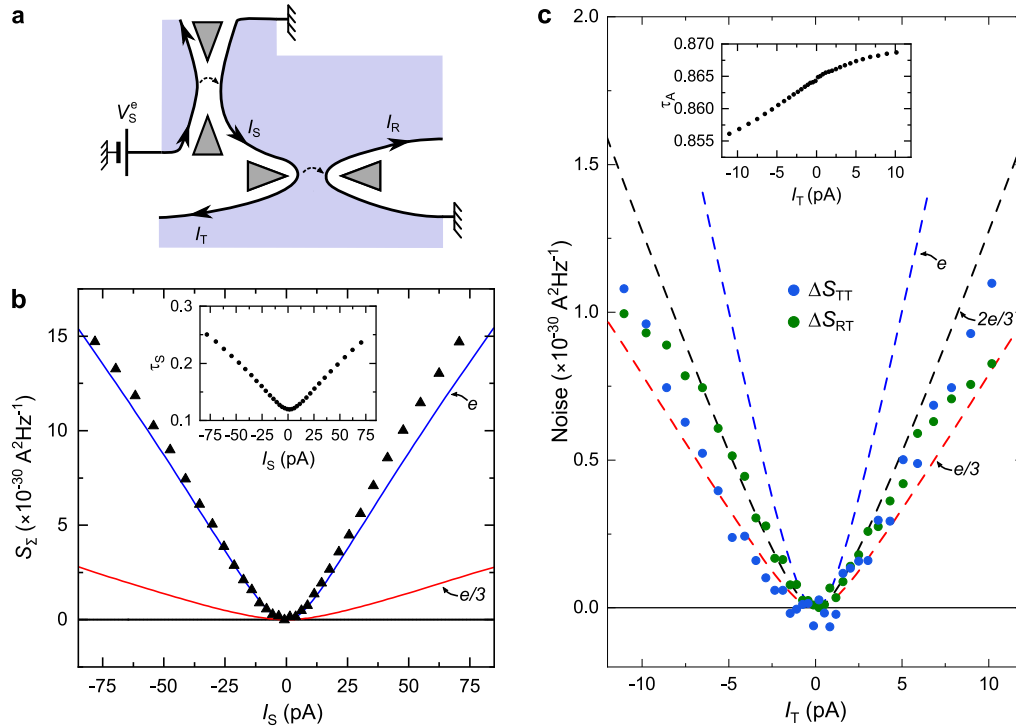 a
V_S^e
I_S
I_R
I_T
b
S_Σ (×10⁻³⁰ A²Hz⁻¹)
15
10
5
0
-75 -50 -25 0 25 50 75
I_S (pA)
e
e/3
τ_S
0.3
0.2
0.1
-75 -50 -25 0 25 50 75
I_S (pA)
c
Noise (×10⁻³⁰ A²Hz⁻¹)
2.0
1.5
1.0
0.5
0.0
-10 -5 0 5 10
I_T (pA)
τ_A
0.870
0.865
0.860
0.855
-10 -5 0 5 10
I_T (pA)
e
ΔS_TT
ΔS_RT
2e/3
e/3